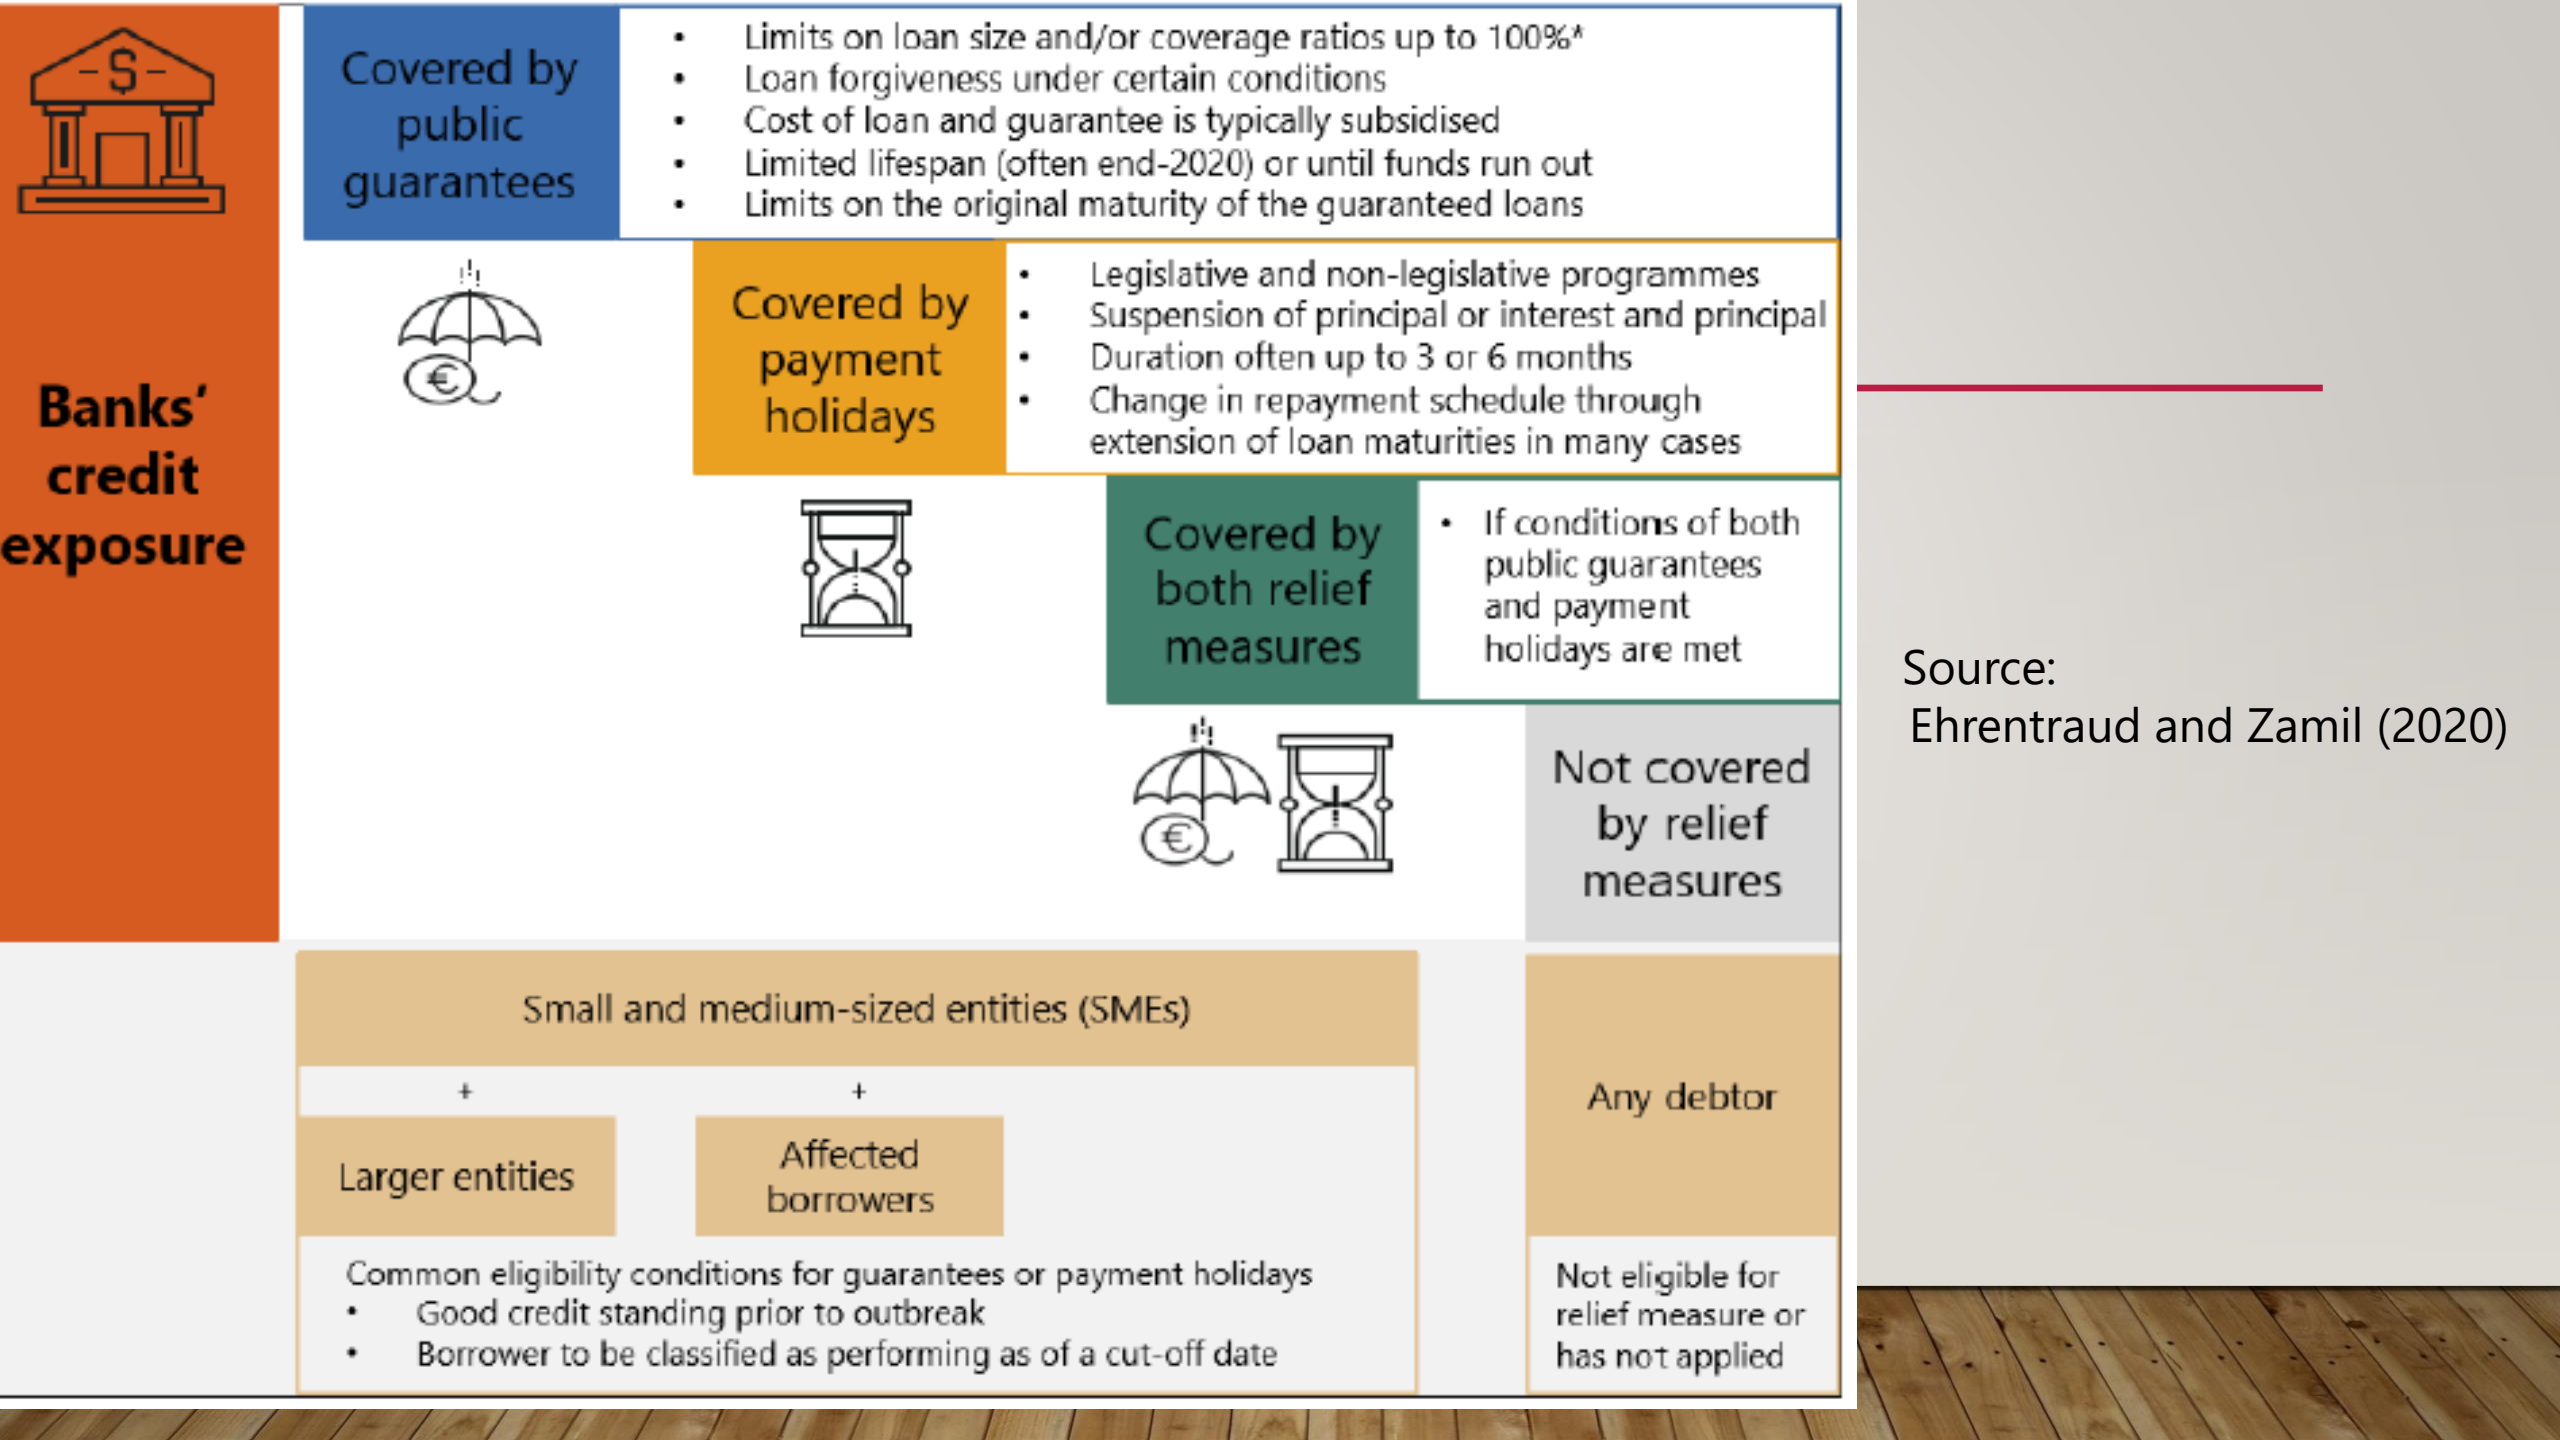 $
Banks’
credit
exposure
Covered by
public
guarantees
• Limits on loan size and/or coverage ratios up to 100%*
• Loan forgiveness under certain conditions
• Cost of loan and guarantee is typically subsidised
• Limited lifespan (often end-2020) or until funds run out
• Limits on the original maturity of the guaranteed loans
€
Covered by
payment
holidays
• Legislative and non-legislative programmes
• Suspension of principal or interest and principal
• Duration often up to 3 or 6 months
• Change in repayment schedule through
extension of loan maturities in many cases
Covered by
both relief
measures
• If conditions of both
public guarantees
and payment
holidays are met
€
Not covered
by relief
measures
Small and medium-sized entities (SMEs)
+ +
Larger entities
Affected
borrowers
Common eligibility conditions for guarantees or payment holidays
• Good credit standing prior to outbreak
• Borrower to be classified as performing as of a cut-off date
Any debtor
Not eligible for
relief measure or
has not applied
Source:
Ehrentraud and Zamil (2020)